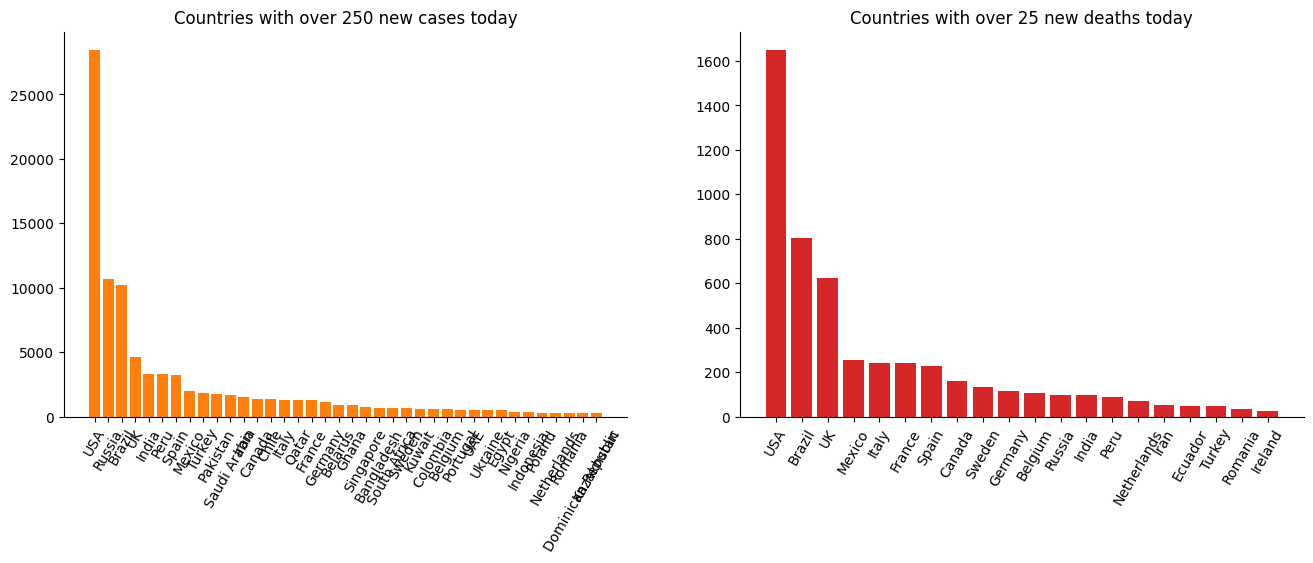 Countries with over 250 new cases today
25000
20000
15000
10000
5000
0
USA
Russia
Brazil
UK
India
Peru
Spain
Mexico
Turkey
Pakistan
Saudi Arabia
Iran
Canada
Chile
Italy
Qatar
France
Germany
Belarus
Ghana
Singapore
Bangladesh
South Africa
Sweden
Kuwait
Colombia
Belgium
Portugal
UAE
Ukraine
Egypt
Nigeria
Indonesia
Poland
Netherlands
Romania
Dominican Republic
Kazakhstan
Countries with over 25 new deaths today
1600
1400
1200
1000
800
600
400
200
0
USA
Brazil
UK
Mexico
Italy
France
Spain
Canada
Sweden
Germany
Belgium
Russia
India
Peru
Netherlands
Iran
Ecuador
Turkey
Romania
Ireland